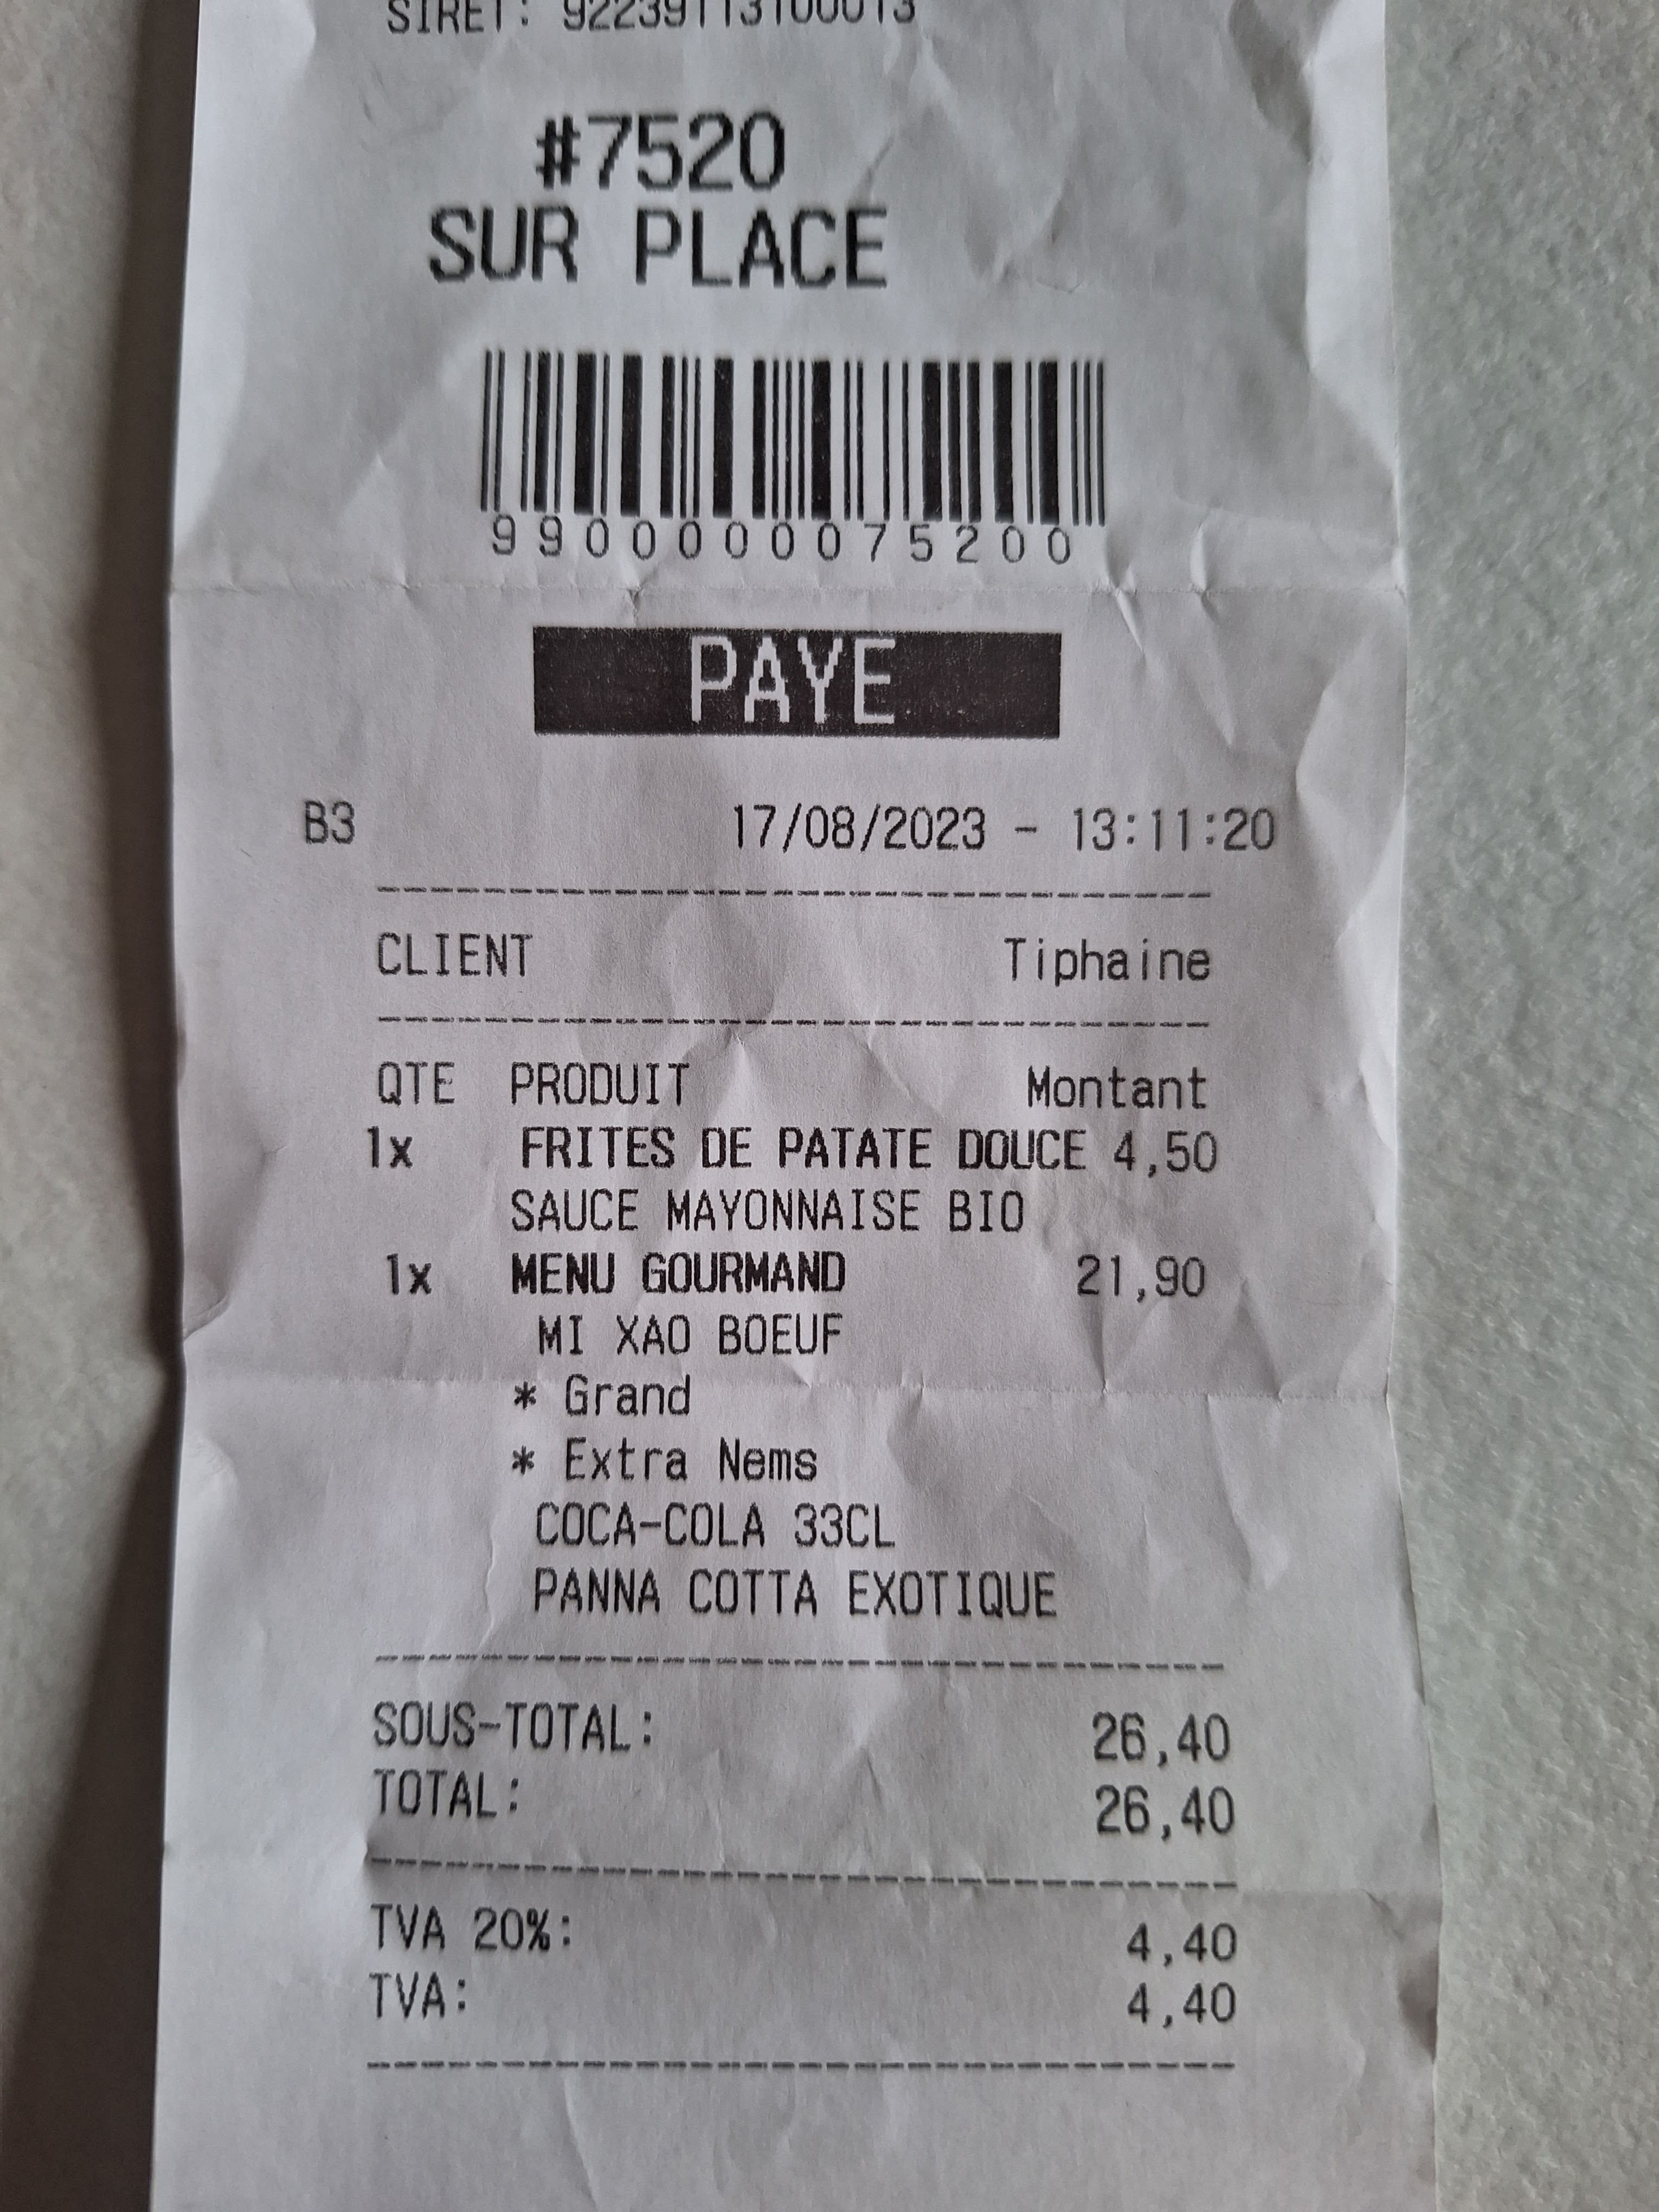 SIRET: 92239113100013
#7520
SUR PLACE
9900000075200
PAYE
B3 17/08/2023 - 13:11:20
CLIENT Tiphaine
QTE PRODUIT Montant
1x FRITES DE PATATE DOUCE 4,50
SAUCE MAYONNAISE BIO
1x MENU GOURMAND 21,90
MI XAO BOEUF
* Grand
* Extra Nems
COCA-COLA 33CL
PANNA COTTA EXOTIQUE
SOUS-TOTAL: 26,40
TOTAL: 26,40
TVA 20%: 4,40
TVA: 4,40